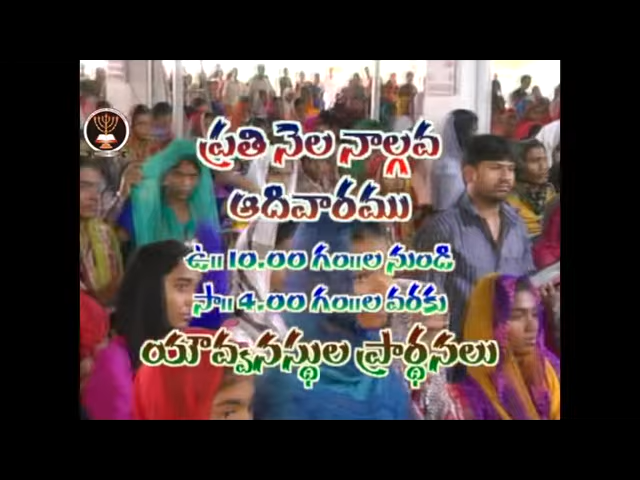 ప్రతి నెల నాల్గవ
ఆదివారము
ఉ॥ 10.00 గం॥ల నుండి
సా॥ 4.00 గం॥ల వరకు
యౌవ్వనస్థుల ప్రార్థనలు